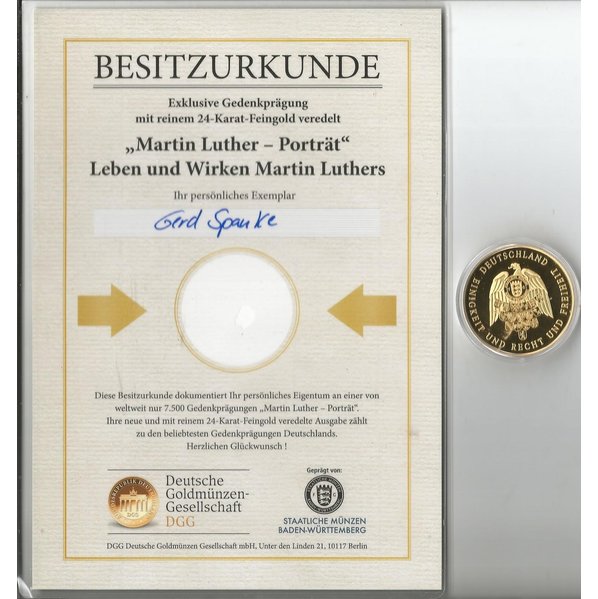 BESITZURKUNDE
Exklusive Gedenkprägung
mit reinem 24-Karat-Feingold veredelt
„Martin Luther – Porträt“
Leben und Wirken Martin Luthers
Ihr persönliches Exemplar
Gerd Spanke
Diese Besitzurkunde dokumentiert Ihr persönliches Eigentum an einer von
weltweit nur 7.500 Gedenkprägungen „Martin Luther – Porträt“.
Ihre neue und mit reinem 24-Karat-Feingold veredelte Ausgabe zählt
zu den beliebtesten Gedenkprägungen Deutschlands.
Herzlichen Glückwunsch !
DGG
Deutsche
Goldmünzen-
Gesellschaft
DGG
Geprägt von:
STAATLICHE MÜNZEN
BADEN-WÜRTTEMBERG
DGG Deutsche Goldmünzen Gesellschaft mbH, Unter den Linden 21, 10117 Berlin
DEUTSCHLAND
EINIGKEIT UND RECHT UND FREIHEIT